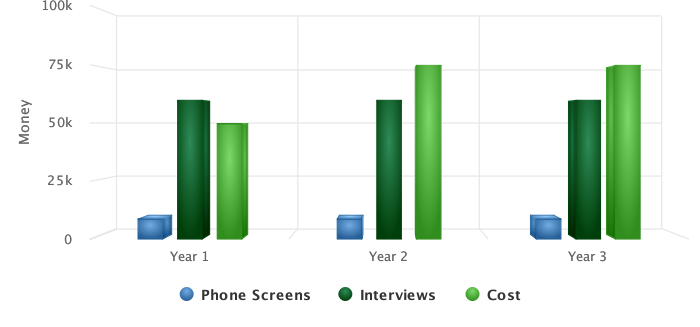 100k
75k
50k
25k
0
Money
Year 1 Year 2 Year 3
Phone Screens Interviews Cost